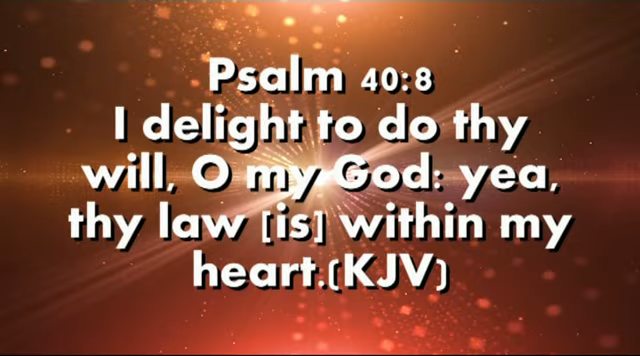 Psalm 40:8
I delight to do thy
will, O my God: yea,
thy law [is] within my
heart.(KJV)